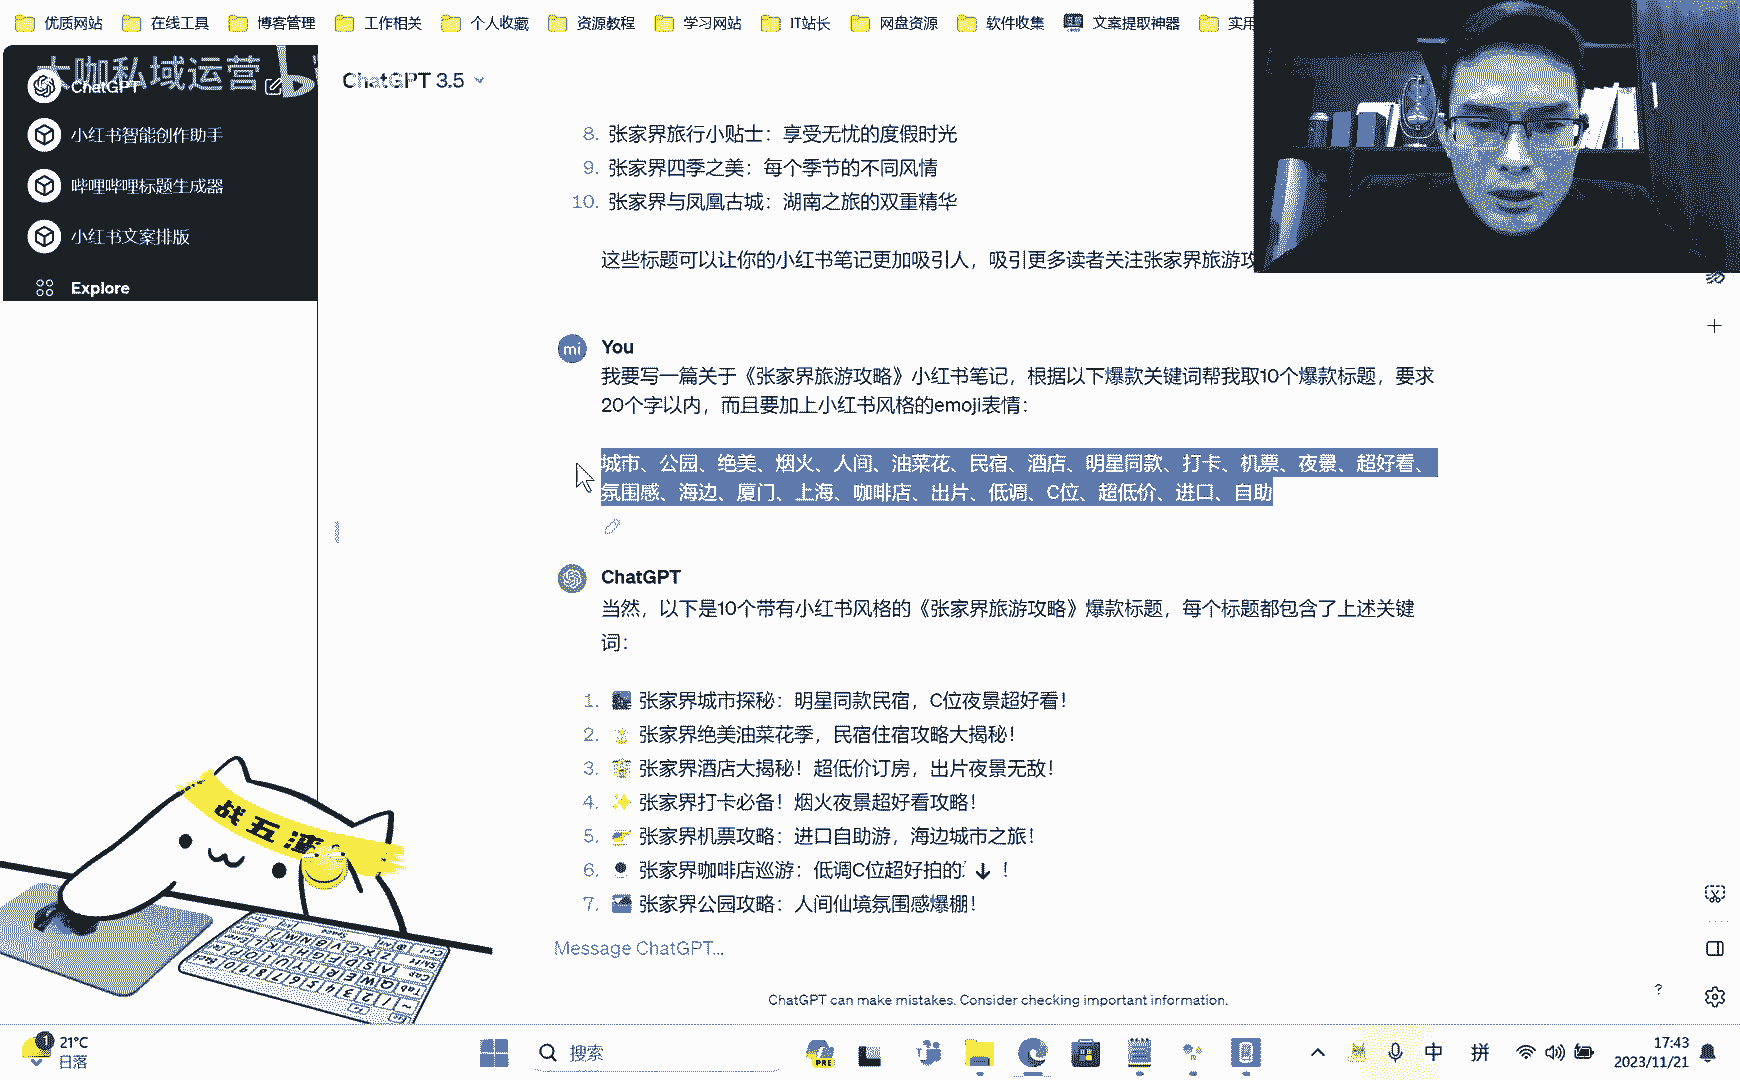 优质网站 在线工具 博客管理 工作相关 个人收藏 资源教程 学习网站 IT站长 网盘资源 软件收集 文案提取神器 实用
大咖私域运营
ChatGPT
小红书智能创作助手
哔哩哔哩标题生成器
小红书文案排版
Explore
ChatGPT 3.5
8. 张家界旅行小贴士：享受无忧的度假时光
9. 张家界四季之美：每个季节的不同风情
10. 张家界与凤凰古城：湖南之旅的双重精华
这些标题可以让你的小红书笔记更加吸引人，吸引更多读者关注张家界旅游攻
mi You
我要写一篇关于《张家界旅游攻略》小红书笔记，根据以下爆款关键词帮我取10个爆款标题，要求
20个字以内，而且要加上小红书风格的emoji表情：
城市、公园、绝美、烟火、人间、油菜花、民宿、酒店、明星同款、打卡、机票、夜景、超好看、
氛围感、海边、厦门、上海、咖啡店、出片、低调、C位、超低价、进口、自助
ChatGPT
当然，以下是10个带有小红书风格的《张家界旅游攻略》爆款标题，每个标题都包含了上述关键
词：
1. 张家界城市探秘：明星同款民宿，C位夜景超好看！
2. 张家界绝美油菜花季，民宿住宿攻略大揭秘！
3. 张家界酒店大揭秘！超低价订房，出片夜景无敌！
4. 张家界打卡必备！烟火夜景超好看攻略！
5. 张家界机票攻略：进口自助游，海边城市之旅！
6. 张家界咖啡店巡游：低调C位超好拍的 ！
7. 张家界公园攻略：人间仙境氛围感爆棚！
Message ChatGPT...
ChatGPT can make mistakes. Consider checking important information.
?
战五渣
1 21°C
日落
搜索
PRE
中 拼
17:43
2023/11/21